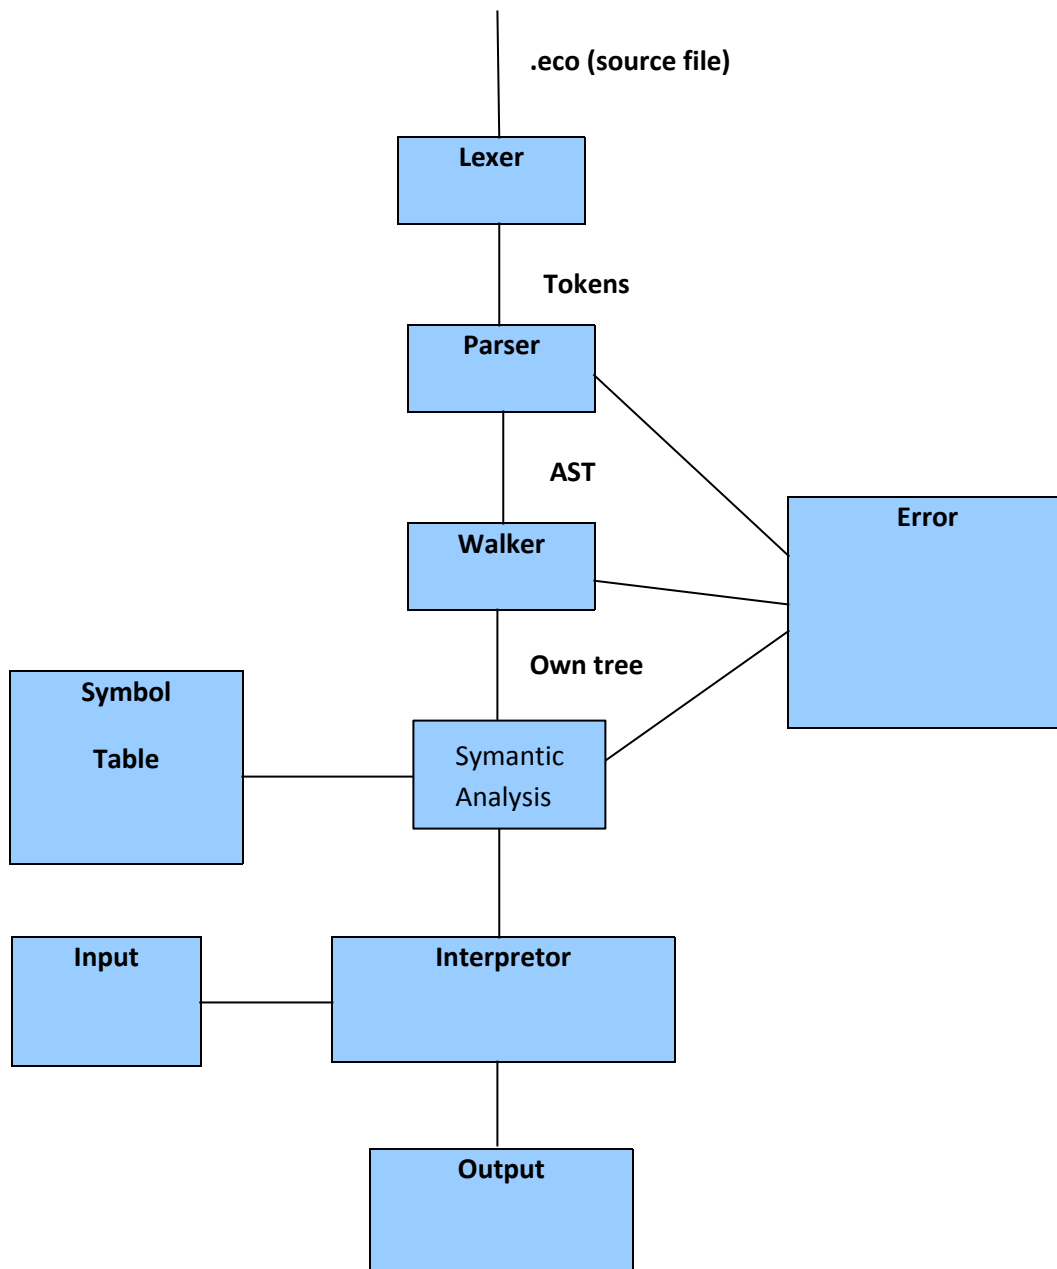 .eco (source file)
Lexer
Tokens
Parser
AST
Walker
Error
Own tree
Symbol
Table
Symantic
Analysis
Input
Interpretor
Output